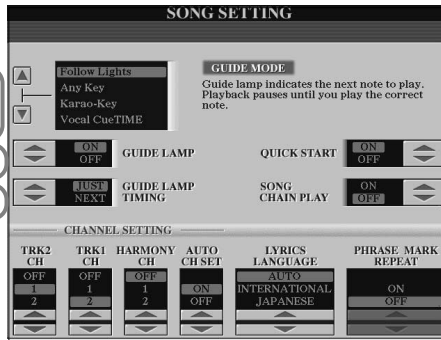 SONG SETTING
Follow Lights
Any Key
Karao-Key
Vocal CueTIME
GUIDE MODE
Guide lamp indicates the next note to play.
Playback pauses until you play the correct
note.
ON
OFF
GUIDE LAMP
QUICK START
ON
OFF
JUST
NEXT
GUIDE LAMP
TIMING
SONG
CHAIN PLAY
ON
OFF
CHANNEL SETTING
TRK2
CH
TRK1
CH
HARMONY
CH
AUTO
CH SET
LYRICS
LANGUAGE
PHRASE MARK
REPEAT
OFF
1
2
OFF
1
2
OFF
1
2
ON
OFF
AUTO
INTERNATIONAL
JAPANESE
ON
OFF